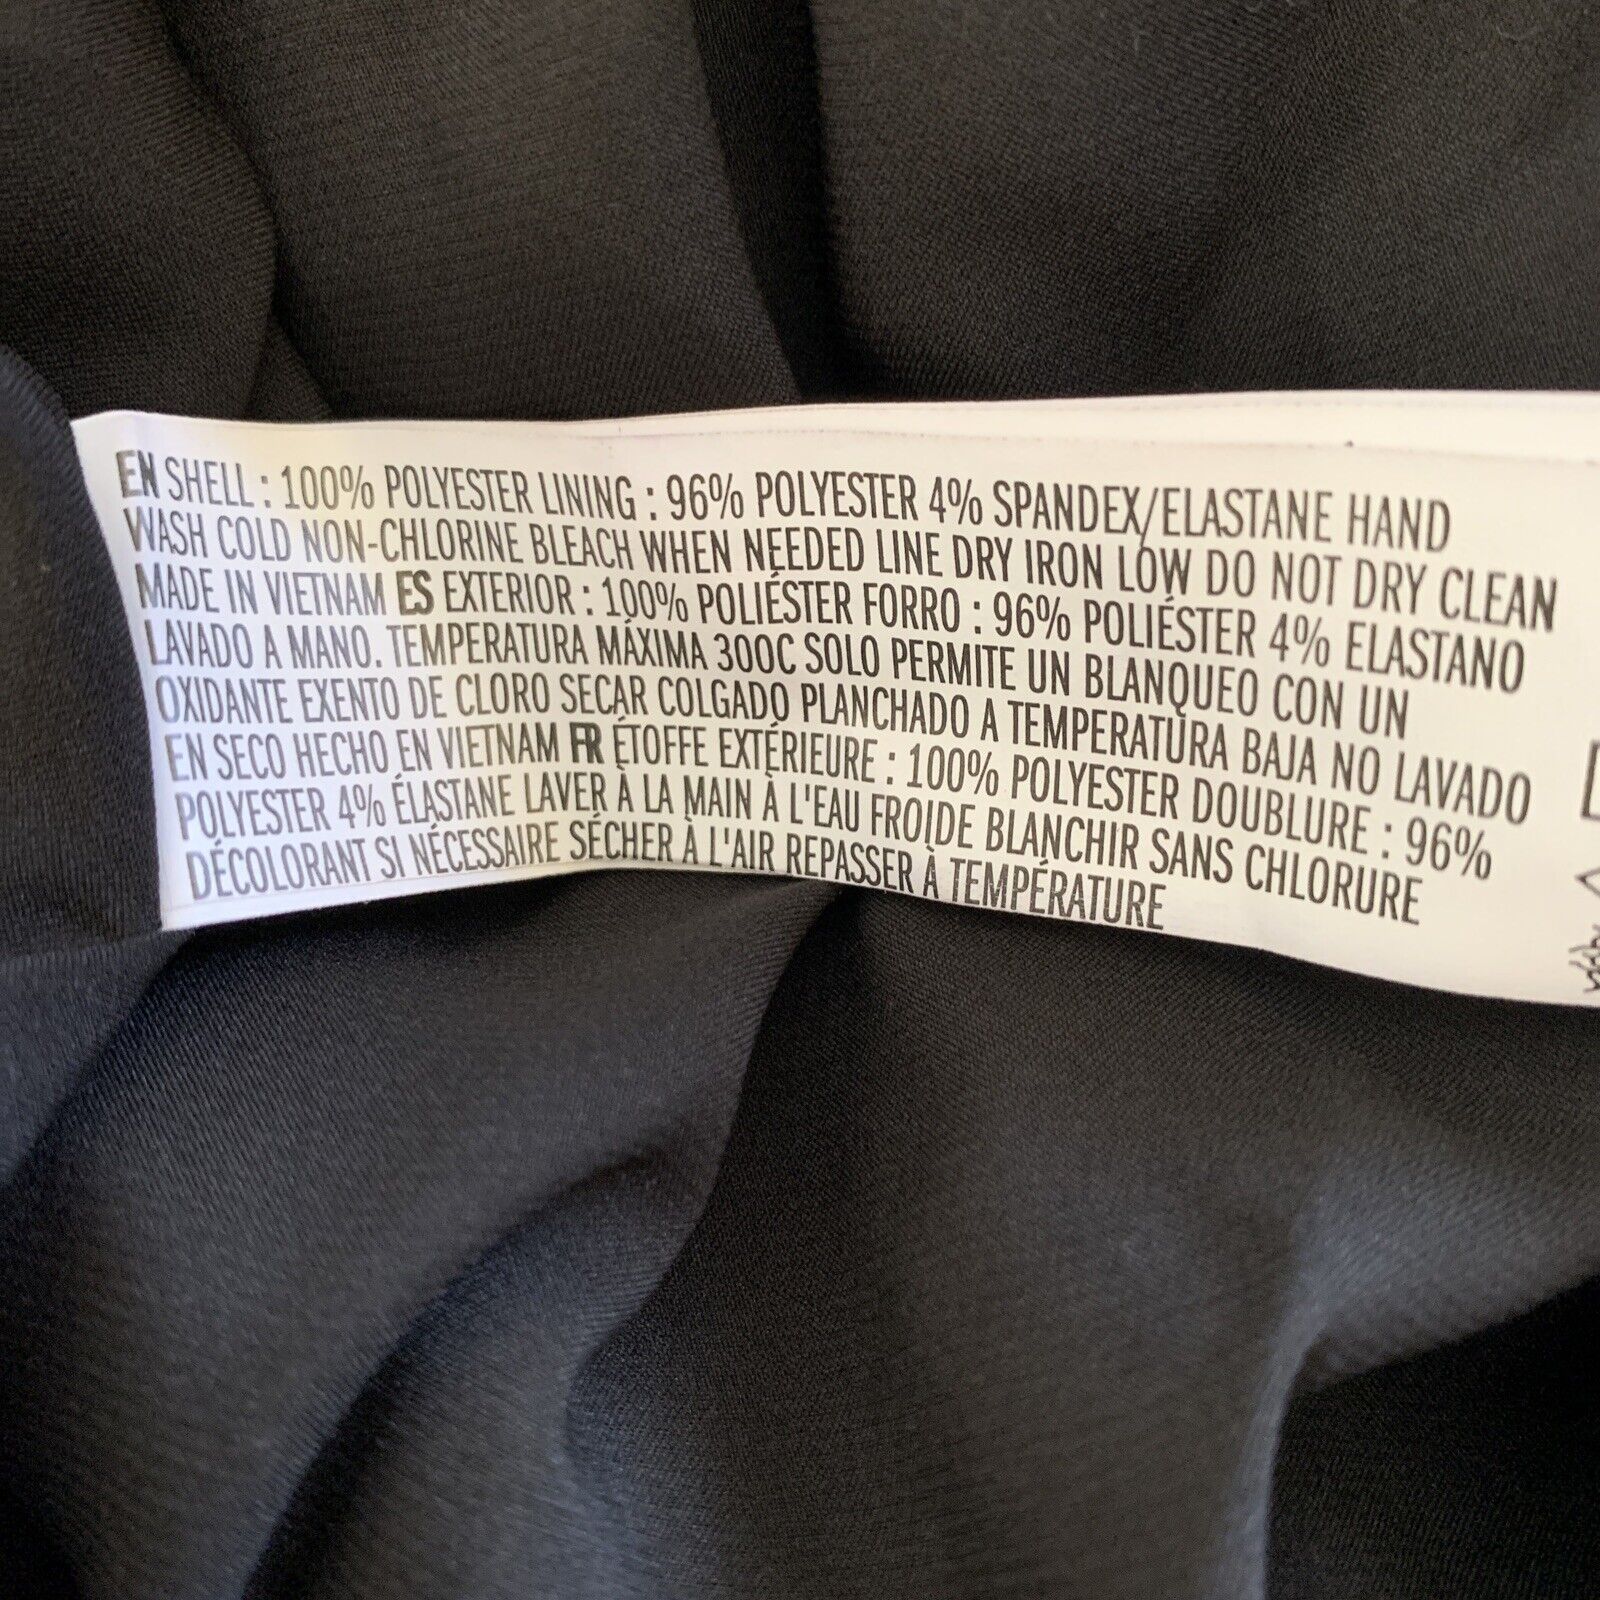 EN SHELL : 100% POLYESTER LINING : 96% POLYESTER 4% SPANDEX/ELASTANE HAND
WASH COLD NON-CHLORINE BLEACH WHEN NEEDED LINE DRY IRON LOW DO NOT DRY CLEAN
MADE IN VIETNAM ES EXTERIOR : 100% POLIÉSTER FORRO : 96% POLIÉSTER 4% ELASTANO
LAVADO A MANO. TEMPERATURA MÁXIMA 300C SOLO PERMITE UN BLANQUEO CON UN
OXIDANTE EXENTO DE CLORO SECAR COLGADO PLANCHADO A TEMPERATURA BAJA NO LAVADO
EN SECO HECHO EN VIETNAM FR ÉTOFFE EXTÉRIEURE : 100% POLYESTER DOUBLURE : 96%
POLYESTER 4% ÉLASTANE LAVER À LA MAIN À L'EAU FROIDE BLANCHIR SANS CHLORURE
DÉCOLORANT SI NÉCESSAIRE SÉCHER À L'AIR REPASSER À TEMPÉRATURE